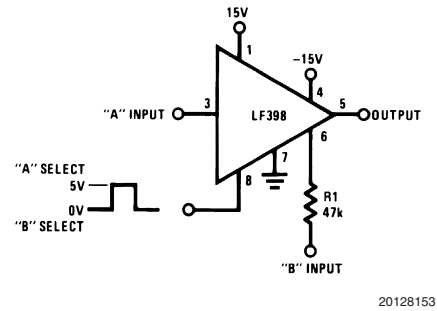 15V
1
-15V
4
"A" INPUT
3
LF398
5
OUTPUT
6
7
8
"A" SELECT
5V
0V
"B" SELECT
R1
47k
"B" INPUT
20128153